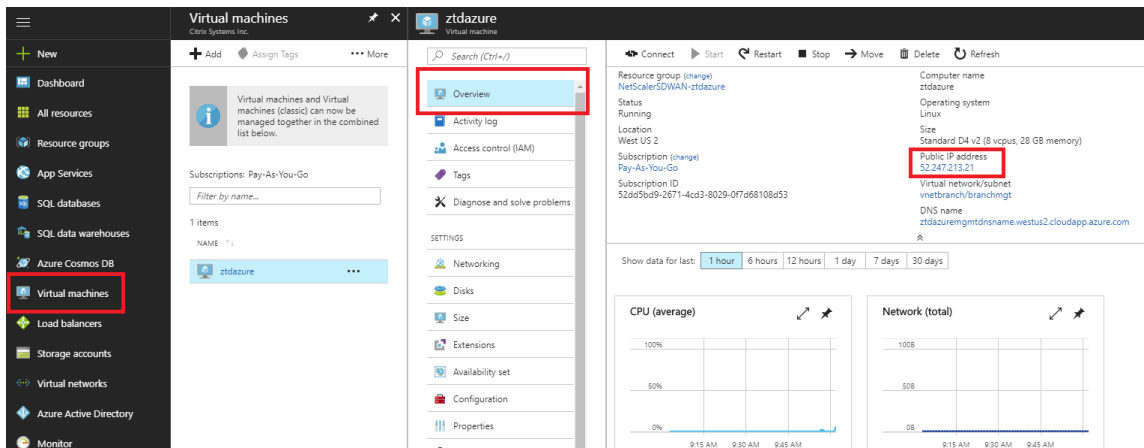 Virtual machines
Citrix Systems Inc.
ztdazure
Virtual machine
New
Dashboard
All resources
Resource groups
App Services
SQL databases
SQL data warehouses
Azure Cosmos DB
Virtual machines
Load balancers
Storage accounts
Virtual networks
Azure Active Directory
Monitor
Add
Assign Tags
••• More
Virtual machines and Virtual
machines (classic) can now be
managed together in the combined
list below.
Subscriptions: Pay-As-You-Go
Filter by name...
1 items
NAME
ztdazure
Search (Ctrl+/)
Overview
Activity log
Access control (IAM)
Tags
Diagnose and solve problems
SETTINGS
Networking
Disks
Size
Extensions
Availability set
Configuration
Properties
Connect
Start
Restart
Stop
Move
Delete
Refresh
Resource group (change)
NetScalerSDWAN-ztdazure
Status
Running
Location
West US 2
Subscription (change)
Pay-As-You-Go
Subscription ID
52dd5bd9-2671-4cd3-8029-0f7d68108d53
Computer name
ztdazure
Operating system
Linux
Size
Standard D4 v2 (8 vcpus, 28 GB memory)
Public IP address
52.247.213.21
Virtual network/subnet
vnetbranch/branchmgt
DNS name
ztdazuremgmtdnsname.westus2.cloudapp.azure.com
Show data for last:
1 hour
6 hours
12 hours
1 day
7 days
30 days
CPU (average)
100%
50%
0%
9:15 AM
9:30 AM
9:45 AM
Network (total)
100B
50B
0B
9:15 AM
9:30 AM
9:45 AM